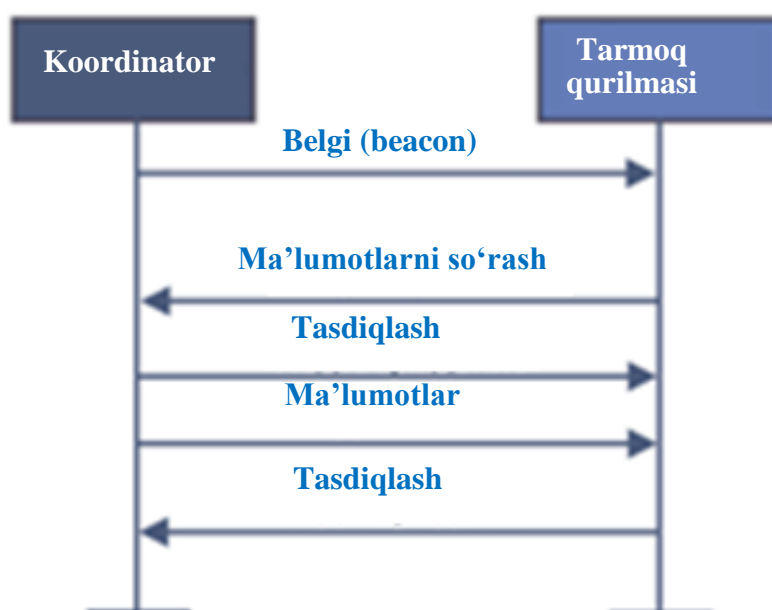 Koordinator
Tarmoq
qurilmasi
Belgi (beacon)
Ma’lumotlarni so‘rash
Tasdiqlash
Ma’lumotlar
Tasdiqlash